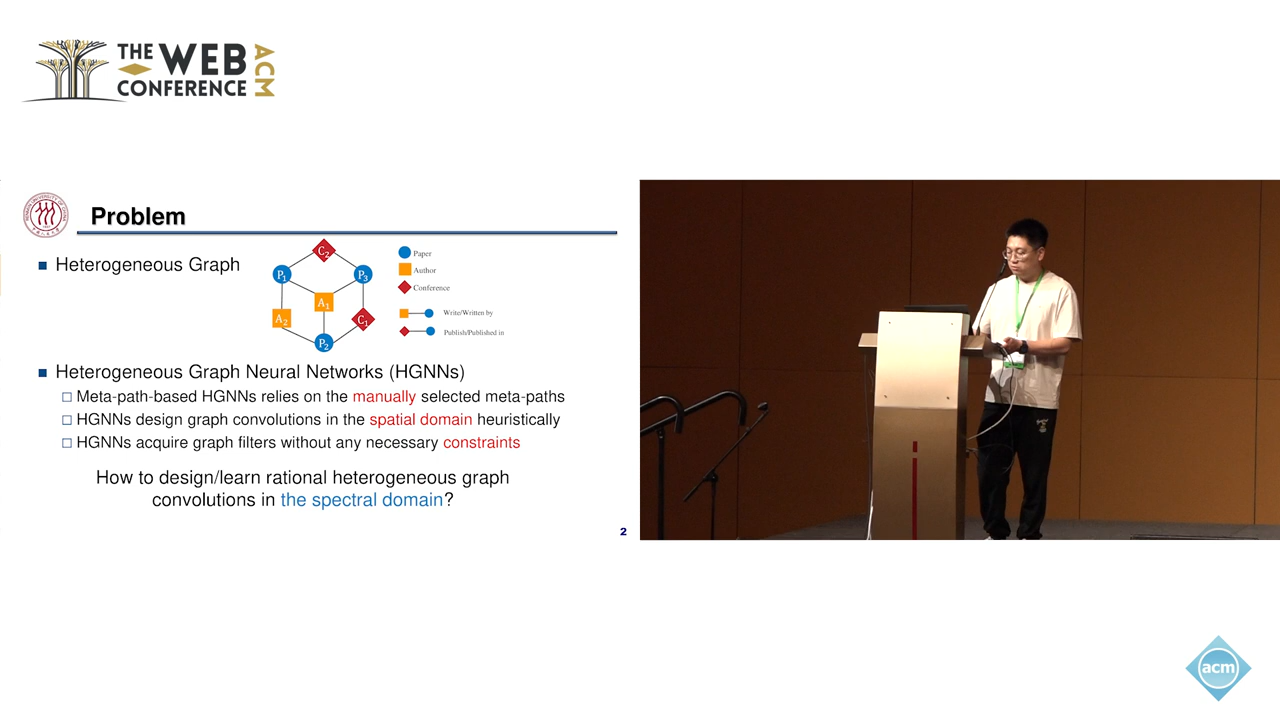 THE WEB
CONFERENCE
ACM
Problem
Heterogeneous Graph
C2
P1
P3
A1
A2
C1
P2
Paper
Author
Conference
Write/Written by
Publish/Published in
Heterogeneous Graph Neural Networks (HGNNs)
Meta-path-based HGNNs relies on the manually selected meta-paths
HGNNs design graph convolutions in the spatial domain heuristically
HGNNs acquire graph filters without any necessary constraints
How to design/learn rational heterogeneous graph
convolutions in the spectral domain?
2
acm